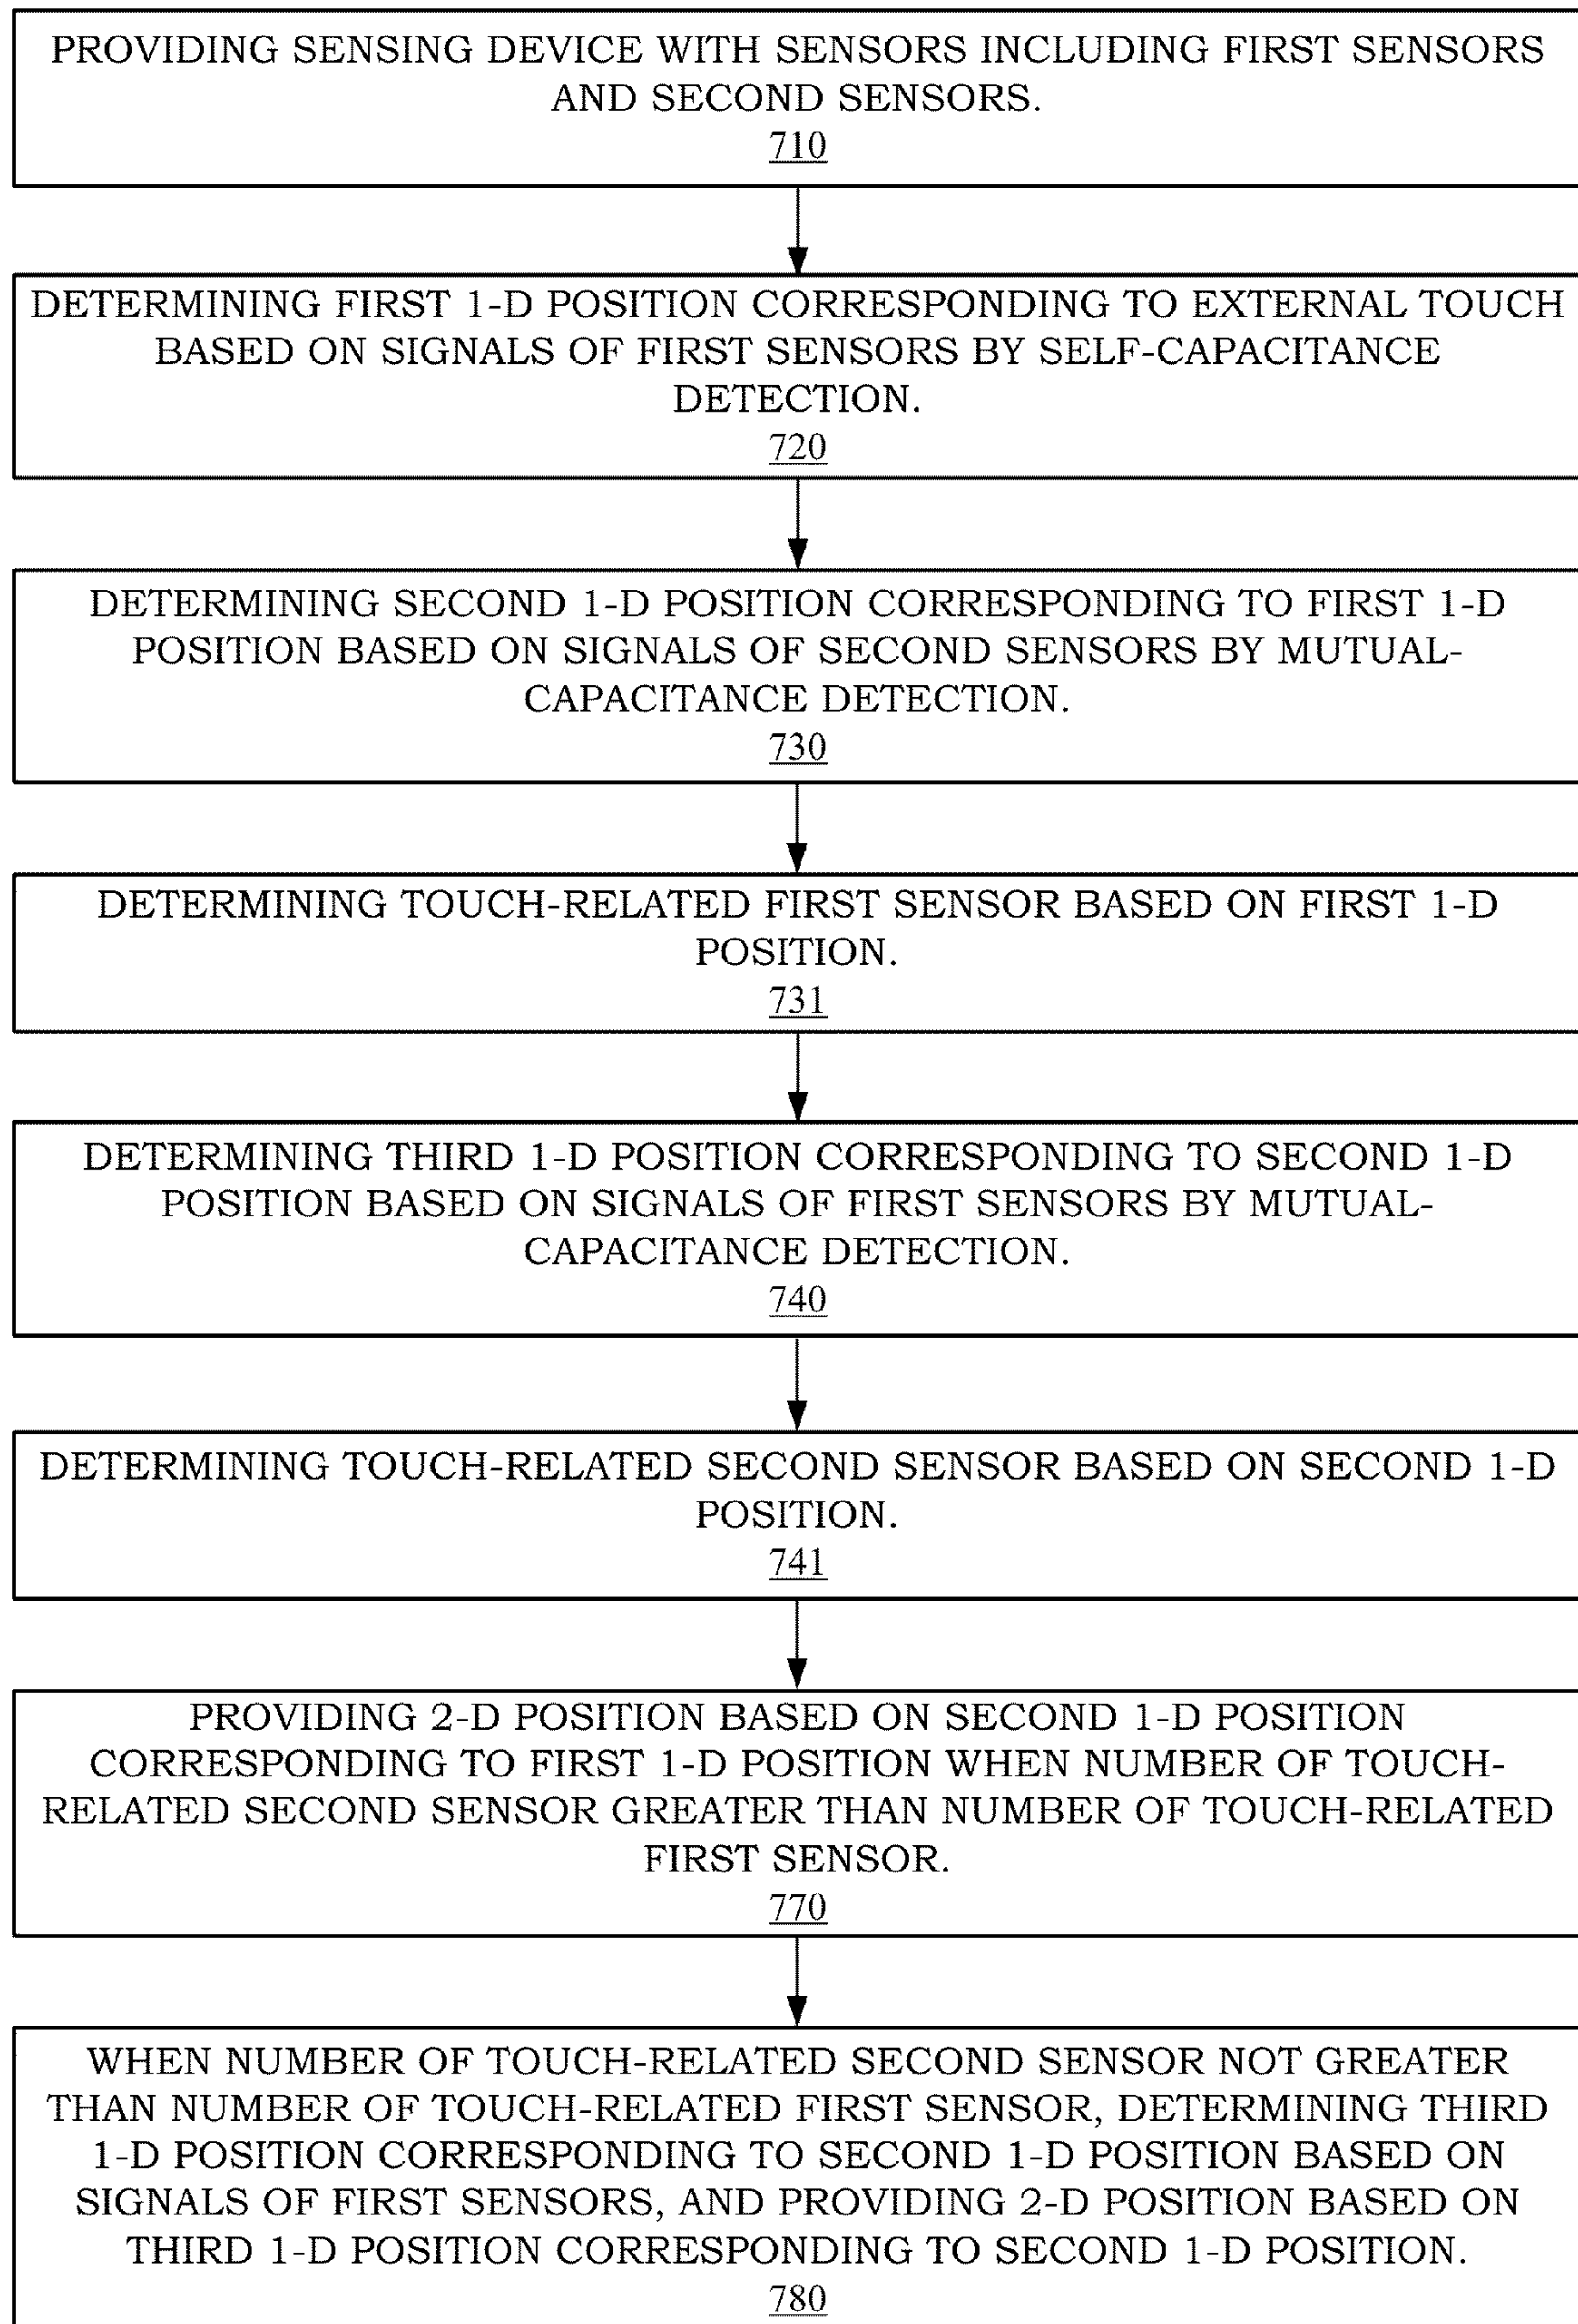 PROVIDING SENSING DEVICE WITH SENSORS INCLUDING FIRST SENSORS
AND SECOND SENSORS.
710
DETERMINING FIRST 1-D POSITION CORRESPONDING TO EXTERNAL TOUCH
BASED ON SIGNALS OF FIRST SENSORS BY SELF-CAPACITANCE
DETECTION.
720
DETERMINING SECOND 1-D POSITION CORRESPONDING TO FIRST 1-D
POSITION BASED ON SIGNALS OF SECOND SENSORS BY MUTUAL-
CAPACITANCE DETECTION.
730
DETERMINING TOUCH-RELATED FIRST SENSOR BASED ON FIRST 1-D
POSITION.
731
DETERMINING THIRD 1-D POSITION CORRESPONDING TO SECOND 1-D
POSITION BASED ON SIGNALS OF FIRST SENSORS BY MUTUAL-
CAPACITANCE DETECTION.
740
DETERMINING TOUCH-RELATED SECOND SENSOR BASED ON SECOND 1-D
POSITION.
741
PROVIDING 2-D POSITION BASED ON SECOND 1-D POSITION
CORRESPONDING TO FIRST 1-D POSITION WHEN NUMBER OF TOUCH-
RELATED SECOND SENSOR GREATER THAN NUMBER OF TOUCH-RELATED
FIRST SENSOR.
770
WHEN NUMBER OF TOUCH-RELATED SECOND SENSOR NOT GREATER
THAN NUMBER OF TOUCH-RELATED FIRST SENSOR, DETERMINING THIRD
1-D POSITION CORRESPONDING TO SECOND 1-D POSITION BASED ON
SIGNALS OF FIRST SENSORS, AND PROVIDING 2-D POSITION BASED ON
THIRD 1-D POSITION CORRESPONDING TO SECOND 1-D POSITION.
780